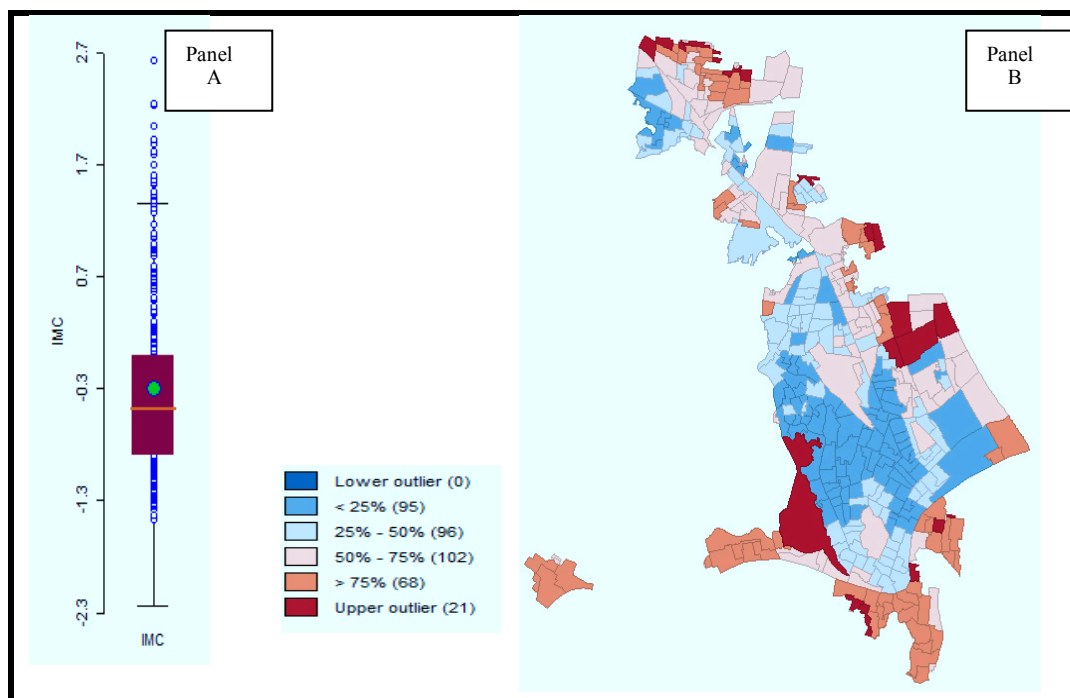 Panel
A
2.7
1.7
0.7
-0.3
-1.3
-2.3
IMC
IMC
Lower outlier (0)
< 25% (95)
25% - 50% (96)
50% - 75% (102)
> 75% (68)
Upper outlier (21)
Panel
B